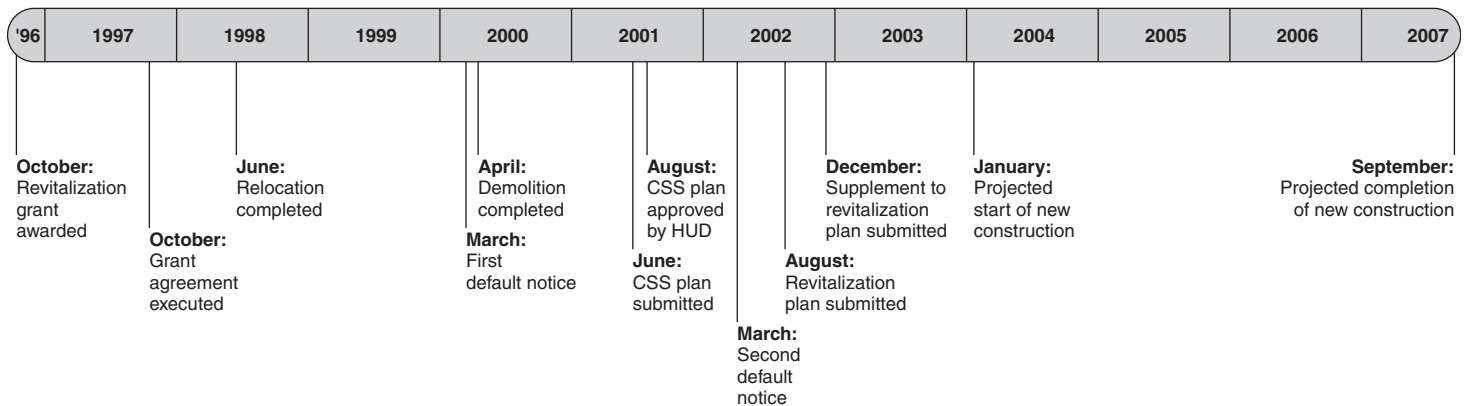 '96 1997 1998 1999 2000 2001 2002 2003 2004 2005 2006 2007
October:
Revitalization
grant
awarded
October:
Grant
agreement
executed
June:
Relocation
completed
March:
First
default notice
April:
Demolition
completed
June:
CSS plan
submitted
August:
CSS plan
approved
by HUD
March:
Second
default
notice
August:
Revitalization
plan submitted
December:
Supplement to
revitalization
plan submitted
January:
Projected
start of new
construction
September:
Projected completion
of new construction